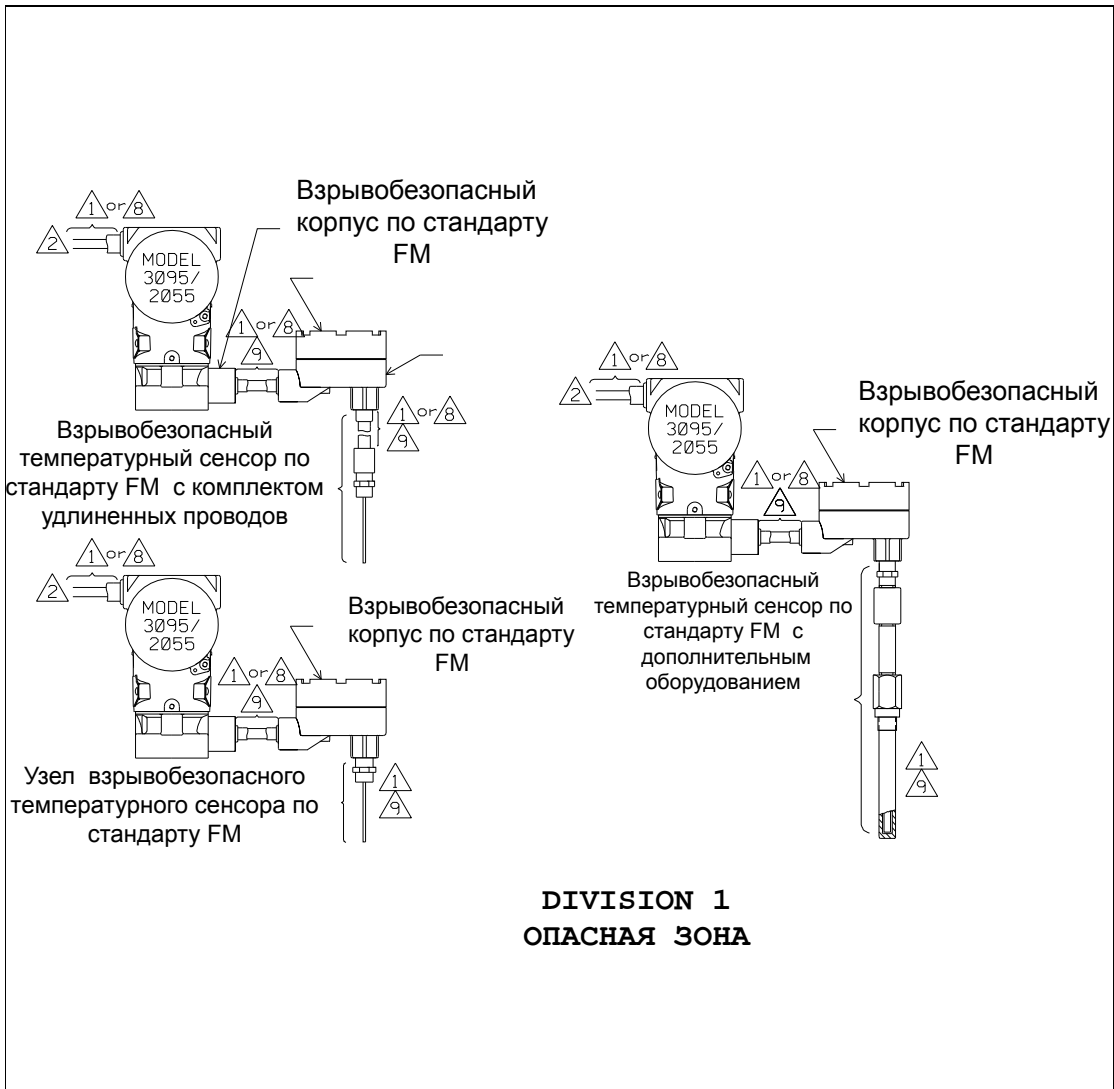 Взрывобезопасный
корпус по стандарту
FM
1 or 8
2
MODEL
3095/
2055
1 or 8
9
1 or 8
9
Взрывобезопасный
температурный сенсор по
стандарту FM с комплектом
удлиненных проводов
1 or 8
2
MODEL
3095/
2055
Взрывобезопасный
корпус по стандарту
FM
1 or 8
9
1
9
Узел взрывобезопасного
температурного сенсора по
стандарту FM
1 or 8
2
MODEL
3095/
2055
Взрывобезопасный
корпус по стандарту
FM
1 or 8
9
Взрывобезопасный
температурный сенсор по
стандарту FM с
дополнительным
оборудованием
1
9
DIVISION 1
ОПАСНАЯ ЗОНА